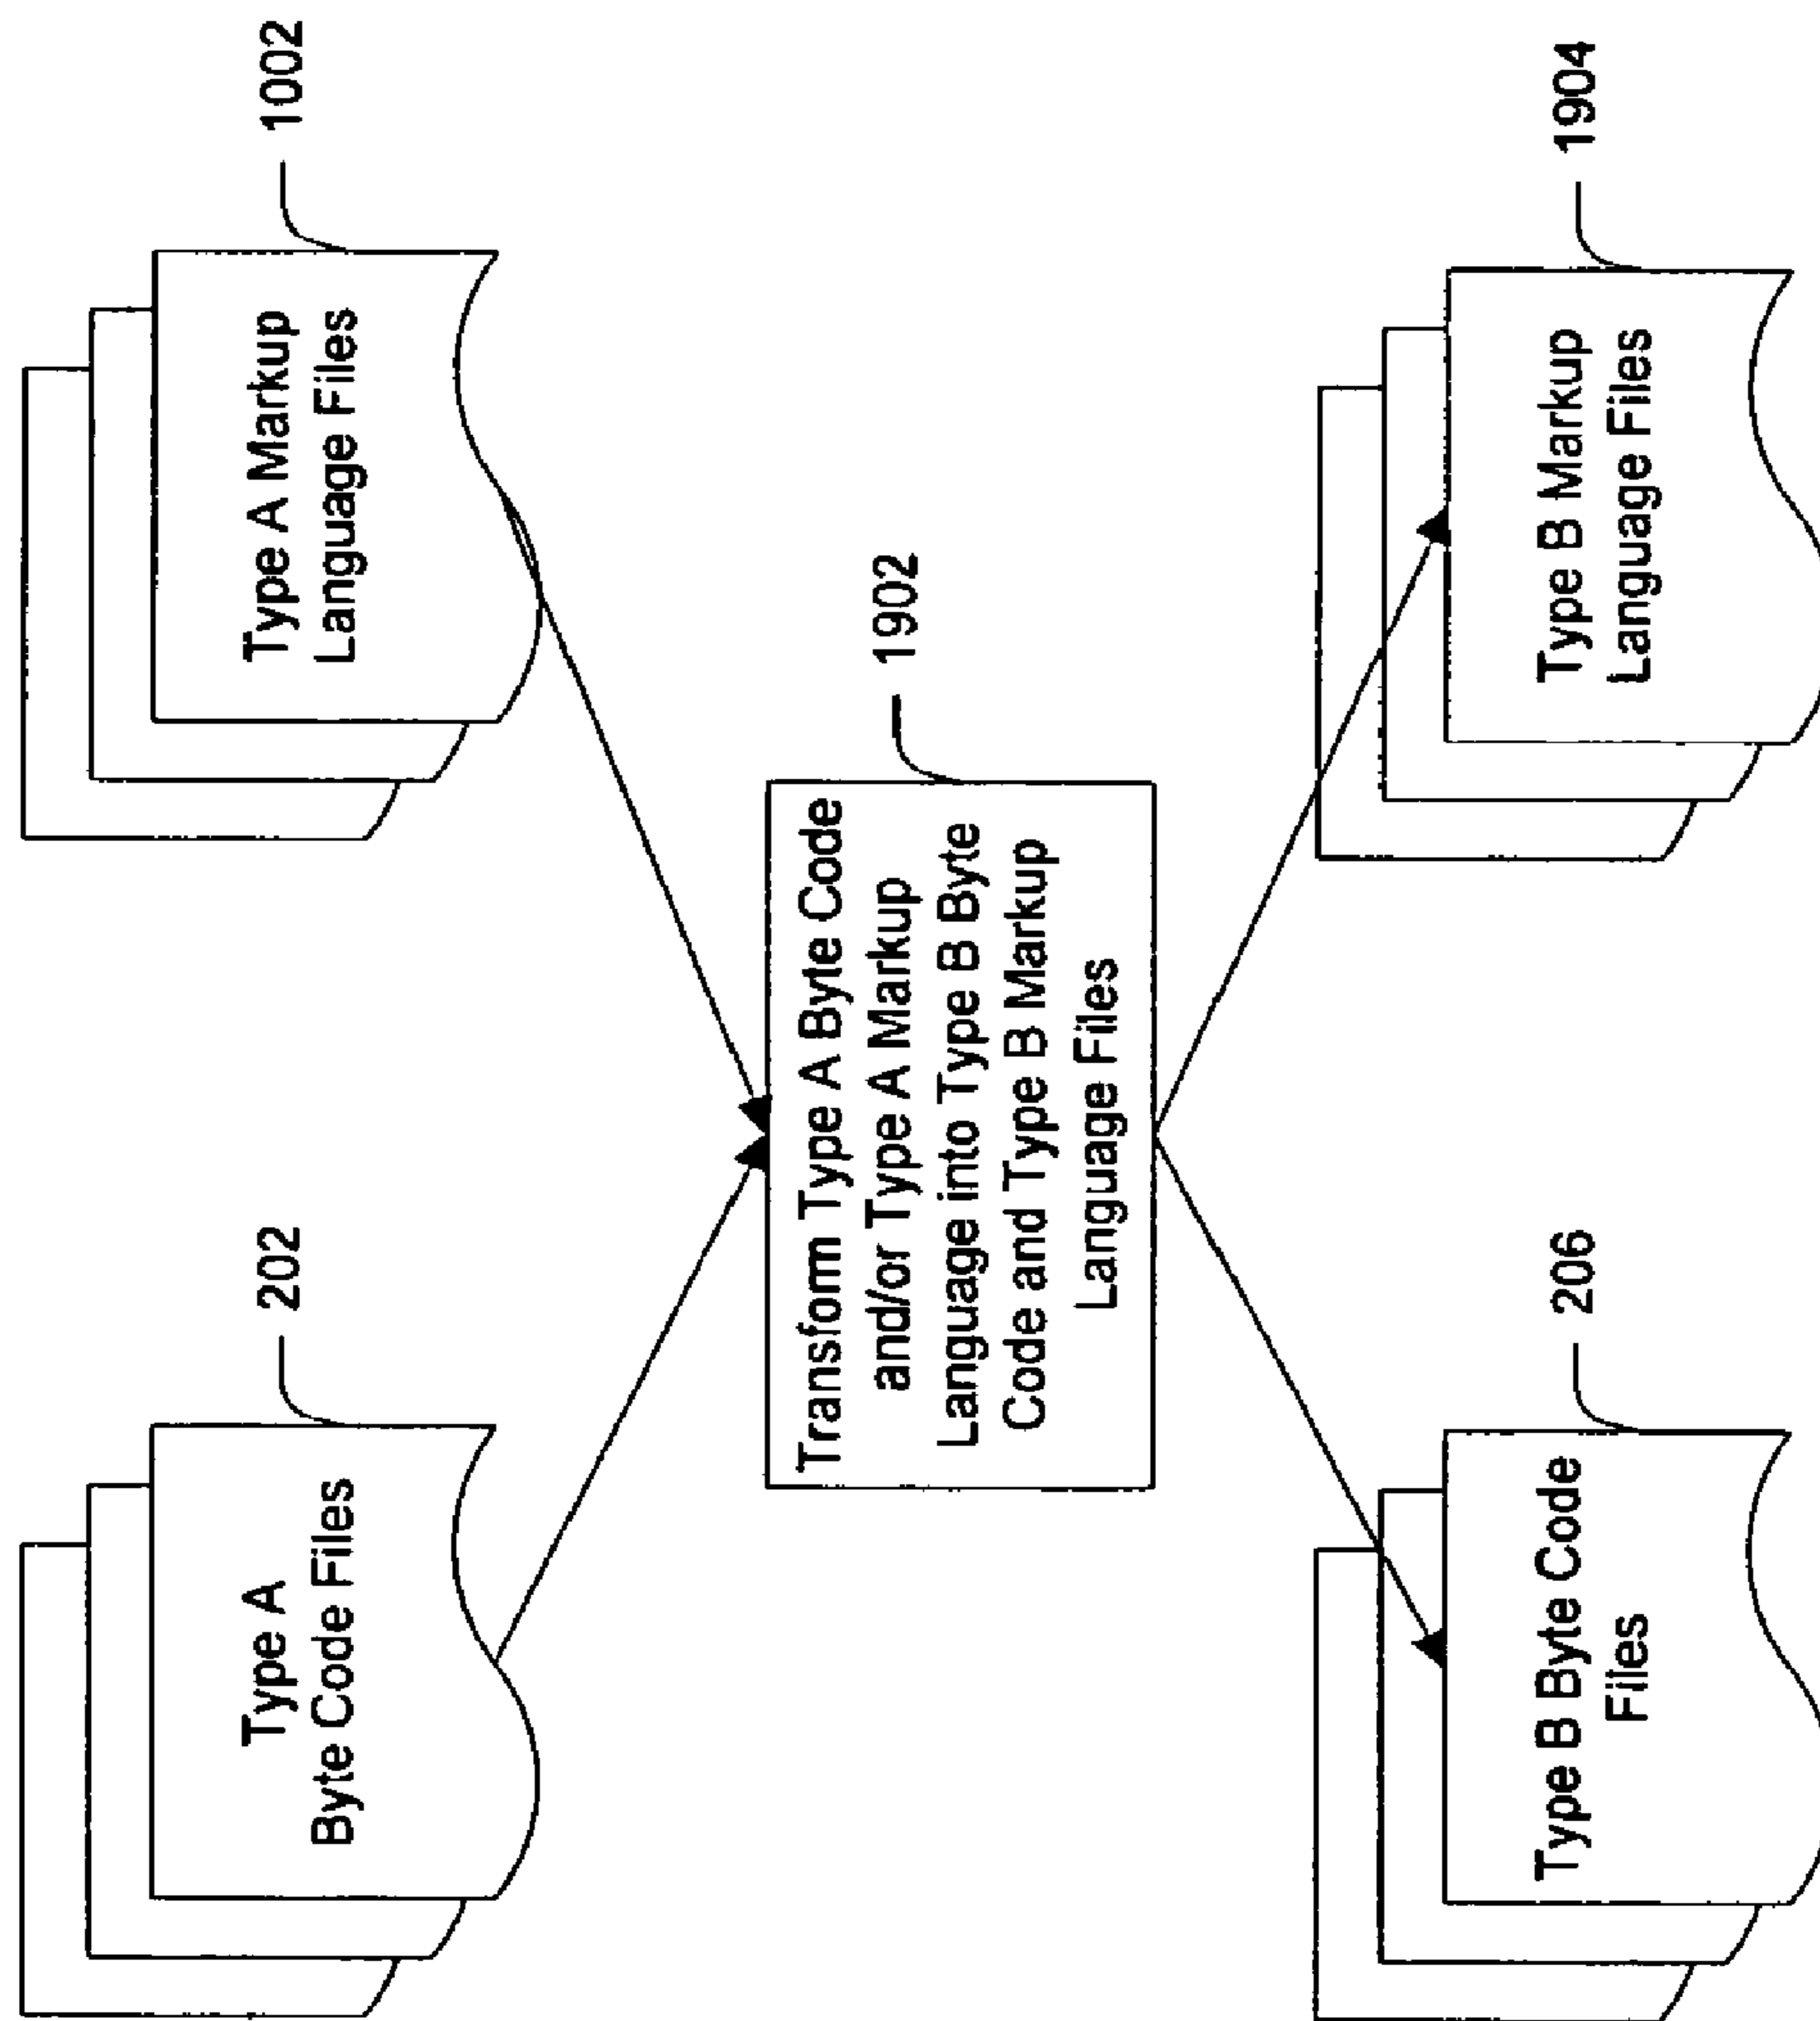 Type A
Byte Code Files
202
Type A Markup
Language Files
1002
Transform Type A Byte Code
and/or Type A Markup
Language into Type B Byte
Code and Type B Markup
Language Files
1902
Type B Byte Code
Files
206
Type B Markup
Language Files
1904